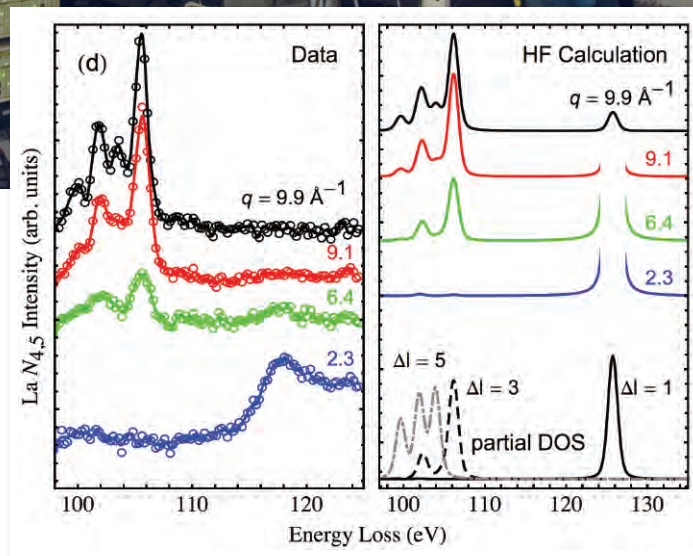 (d)
Data
q = 9.9 Å⁻¹
9.1
6.4
2.3
La N4,5 Intensity (arb. units)
100
110
120
HF Calculation
q = 9.9 Å⁻¹
9.1
6.4
2.3
Δl = 5
Δl = 3
Δl = 1
partial DOS
100
110
120
130
Energy Loss (eV)